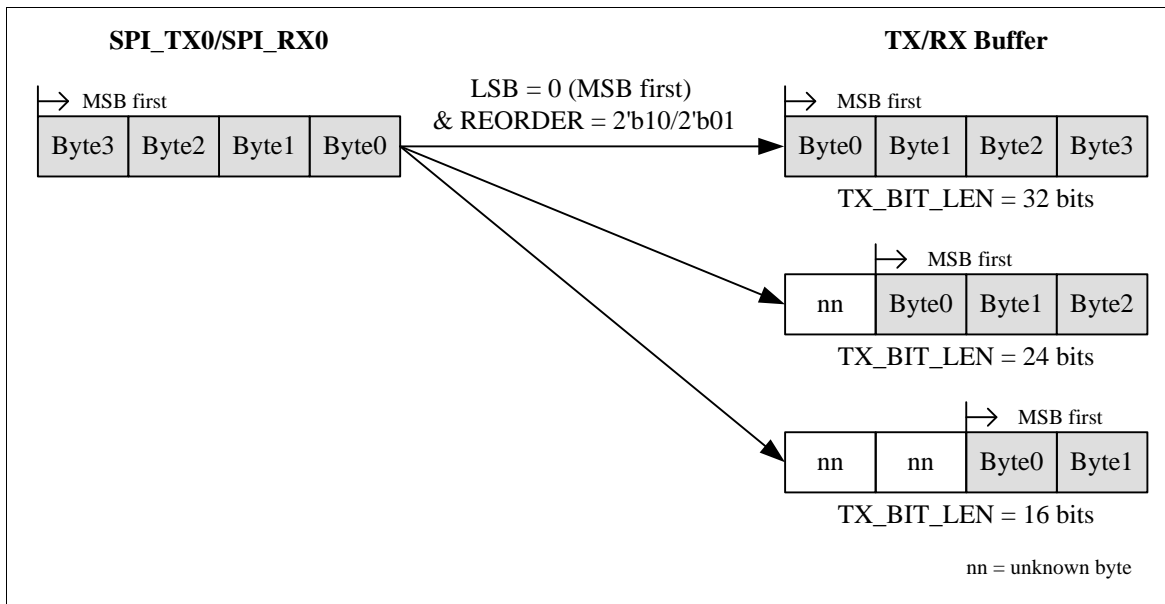 SPI_TX0/SPI_RX0
TX/RX Buffer
MSB first
LSB = 0 (MSB first)
& REORDER = 2'b10/2'b01
MSB first
Byte3 Byte2 Byte1 Byte0
Byte0 Byte1 Byte2 Byte3
TX_BIT_LEN = 32 bits
MSB first
nn Byte0 Byte1 Byte2
TX_BIT_LEN = 24 bits
MSB first
nn nn Byte0 Byte1
TX_BIT_LEN = 16 bits
nn = unknown byte